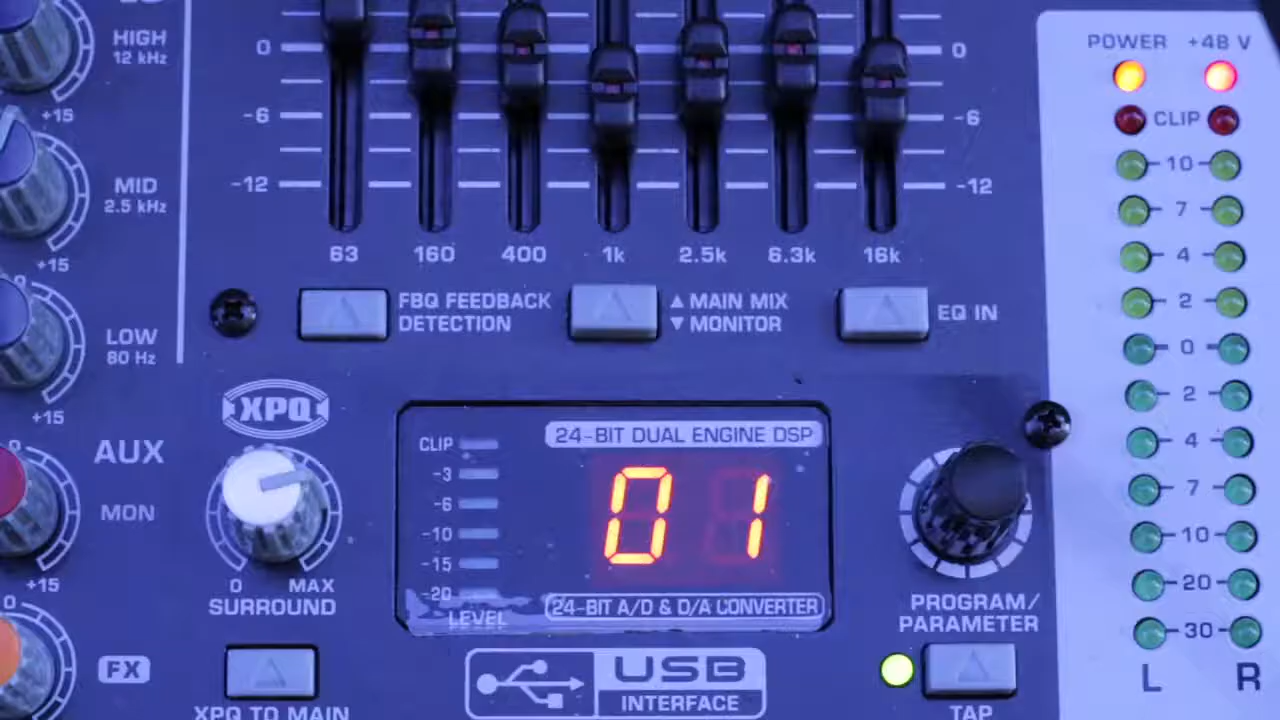 HIGH
12 kHz
+15
MID
2.5 kHz
+15
0
LOW
80 Hz
+15
0
AUX
MON
+15
0
FX
0 0
-6 -6
-12 -12
63 160 400 1k 2.5k 6.3k 16k
FBQ FEEDBACK
DETECTION
▲ MAIN MIX
▼ MONITOR
EQ IN
XPQ
0 MAX
SURROUND
XPQ TO MAIN
CLIP
-3
-6
-10
-15
-20
LEVEL
24-BIT DUAL ENGINE DSP
01
24-BIT A/D & D/A CONVERTER
USB
INTERFACE
PROGRAM/
PARAMETER
TAP
POWER +48 V
CLIP
10
7
4
2
0
2
4
7
10
20
30
L R